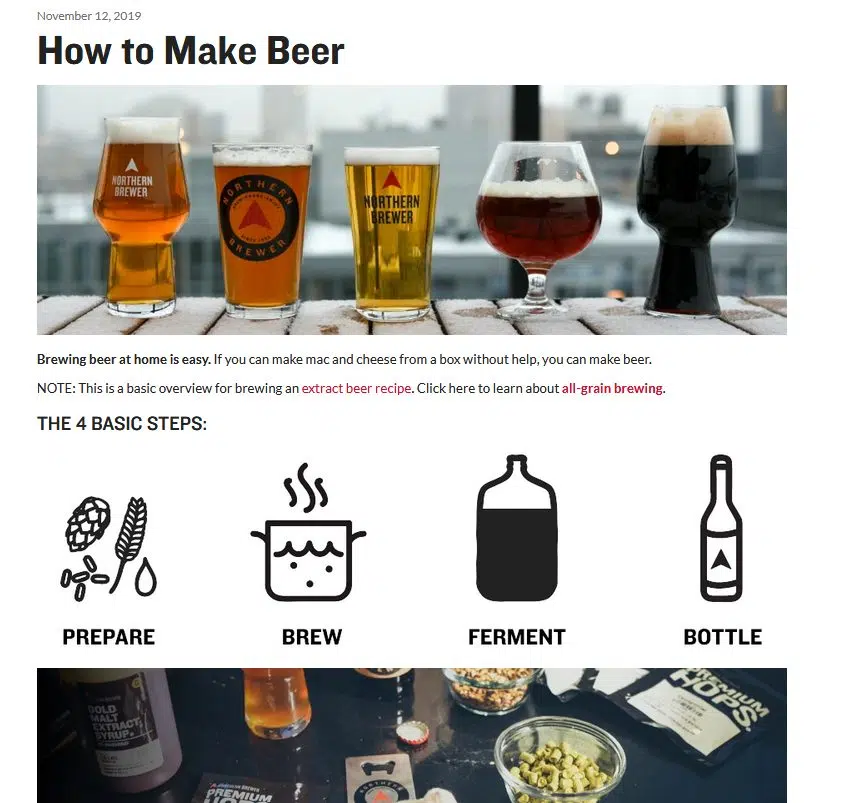 November 12, 2019
How to Make Beer
NORTHERN
BREWER
NORTHERN
BREWER
NORTHERN
BREWER
Brewing beer at home is easy. If you can make mac and cheese from a box without help, you can make beer.
NOTE: This is a basic overview for brewing an extract beer recipe. Click here to learn about all-grain brewing.
THE 4 BASIC STEPS:
PREPARE
BREW
FERMENT
BOTTLE
GOLD
MALT
EXTRACT
SYRUP
PREMIUM
HOPS
PREMIUM
NORTHERN